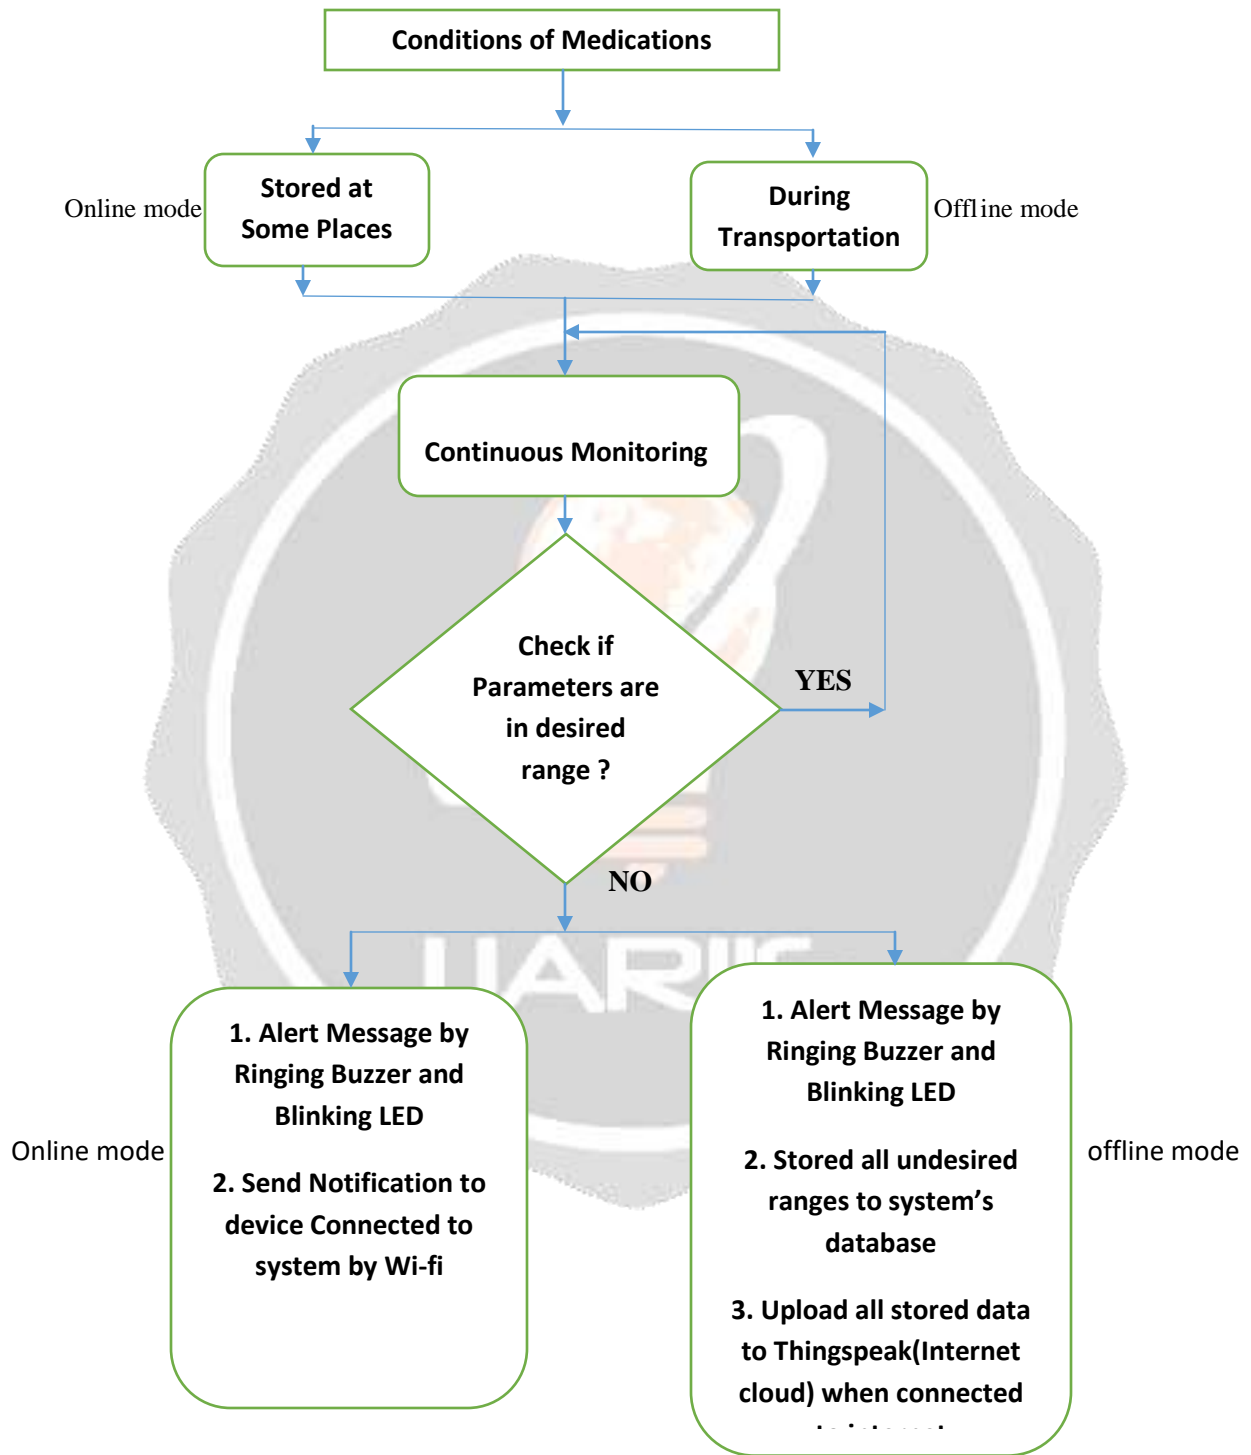 Conditions of Medications
Online mode
Stored at
Some Places
During
Transportation
Offline mode
Continuous Monitoring
Check if
Parameters are
in desired
range ?
YES
NO
IJARIIE
Online mode
1. Alert Message by
Ringing Buzzer and
Blinking LED
2. Send Notification to
device Connected to
system by Wi-fi
1. Alert Message by
Ringing Buzzer and
Blinking LED
2. Stored all undesired
ranges to system’s
database
3. Upload all stored data
to Thingspeak(Internet
cloud) when connected
offline mode